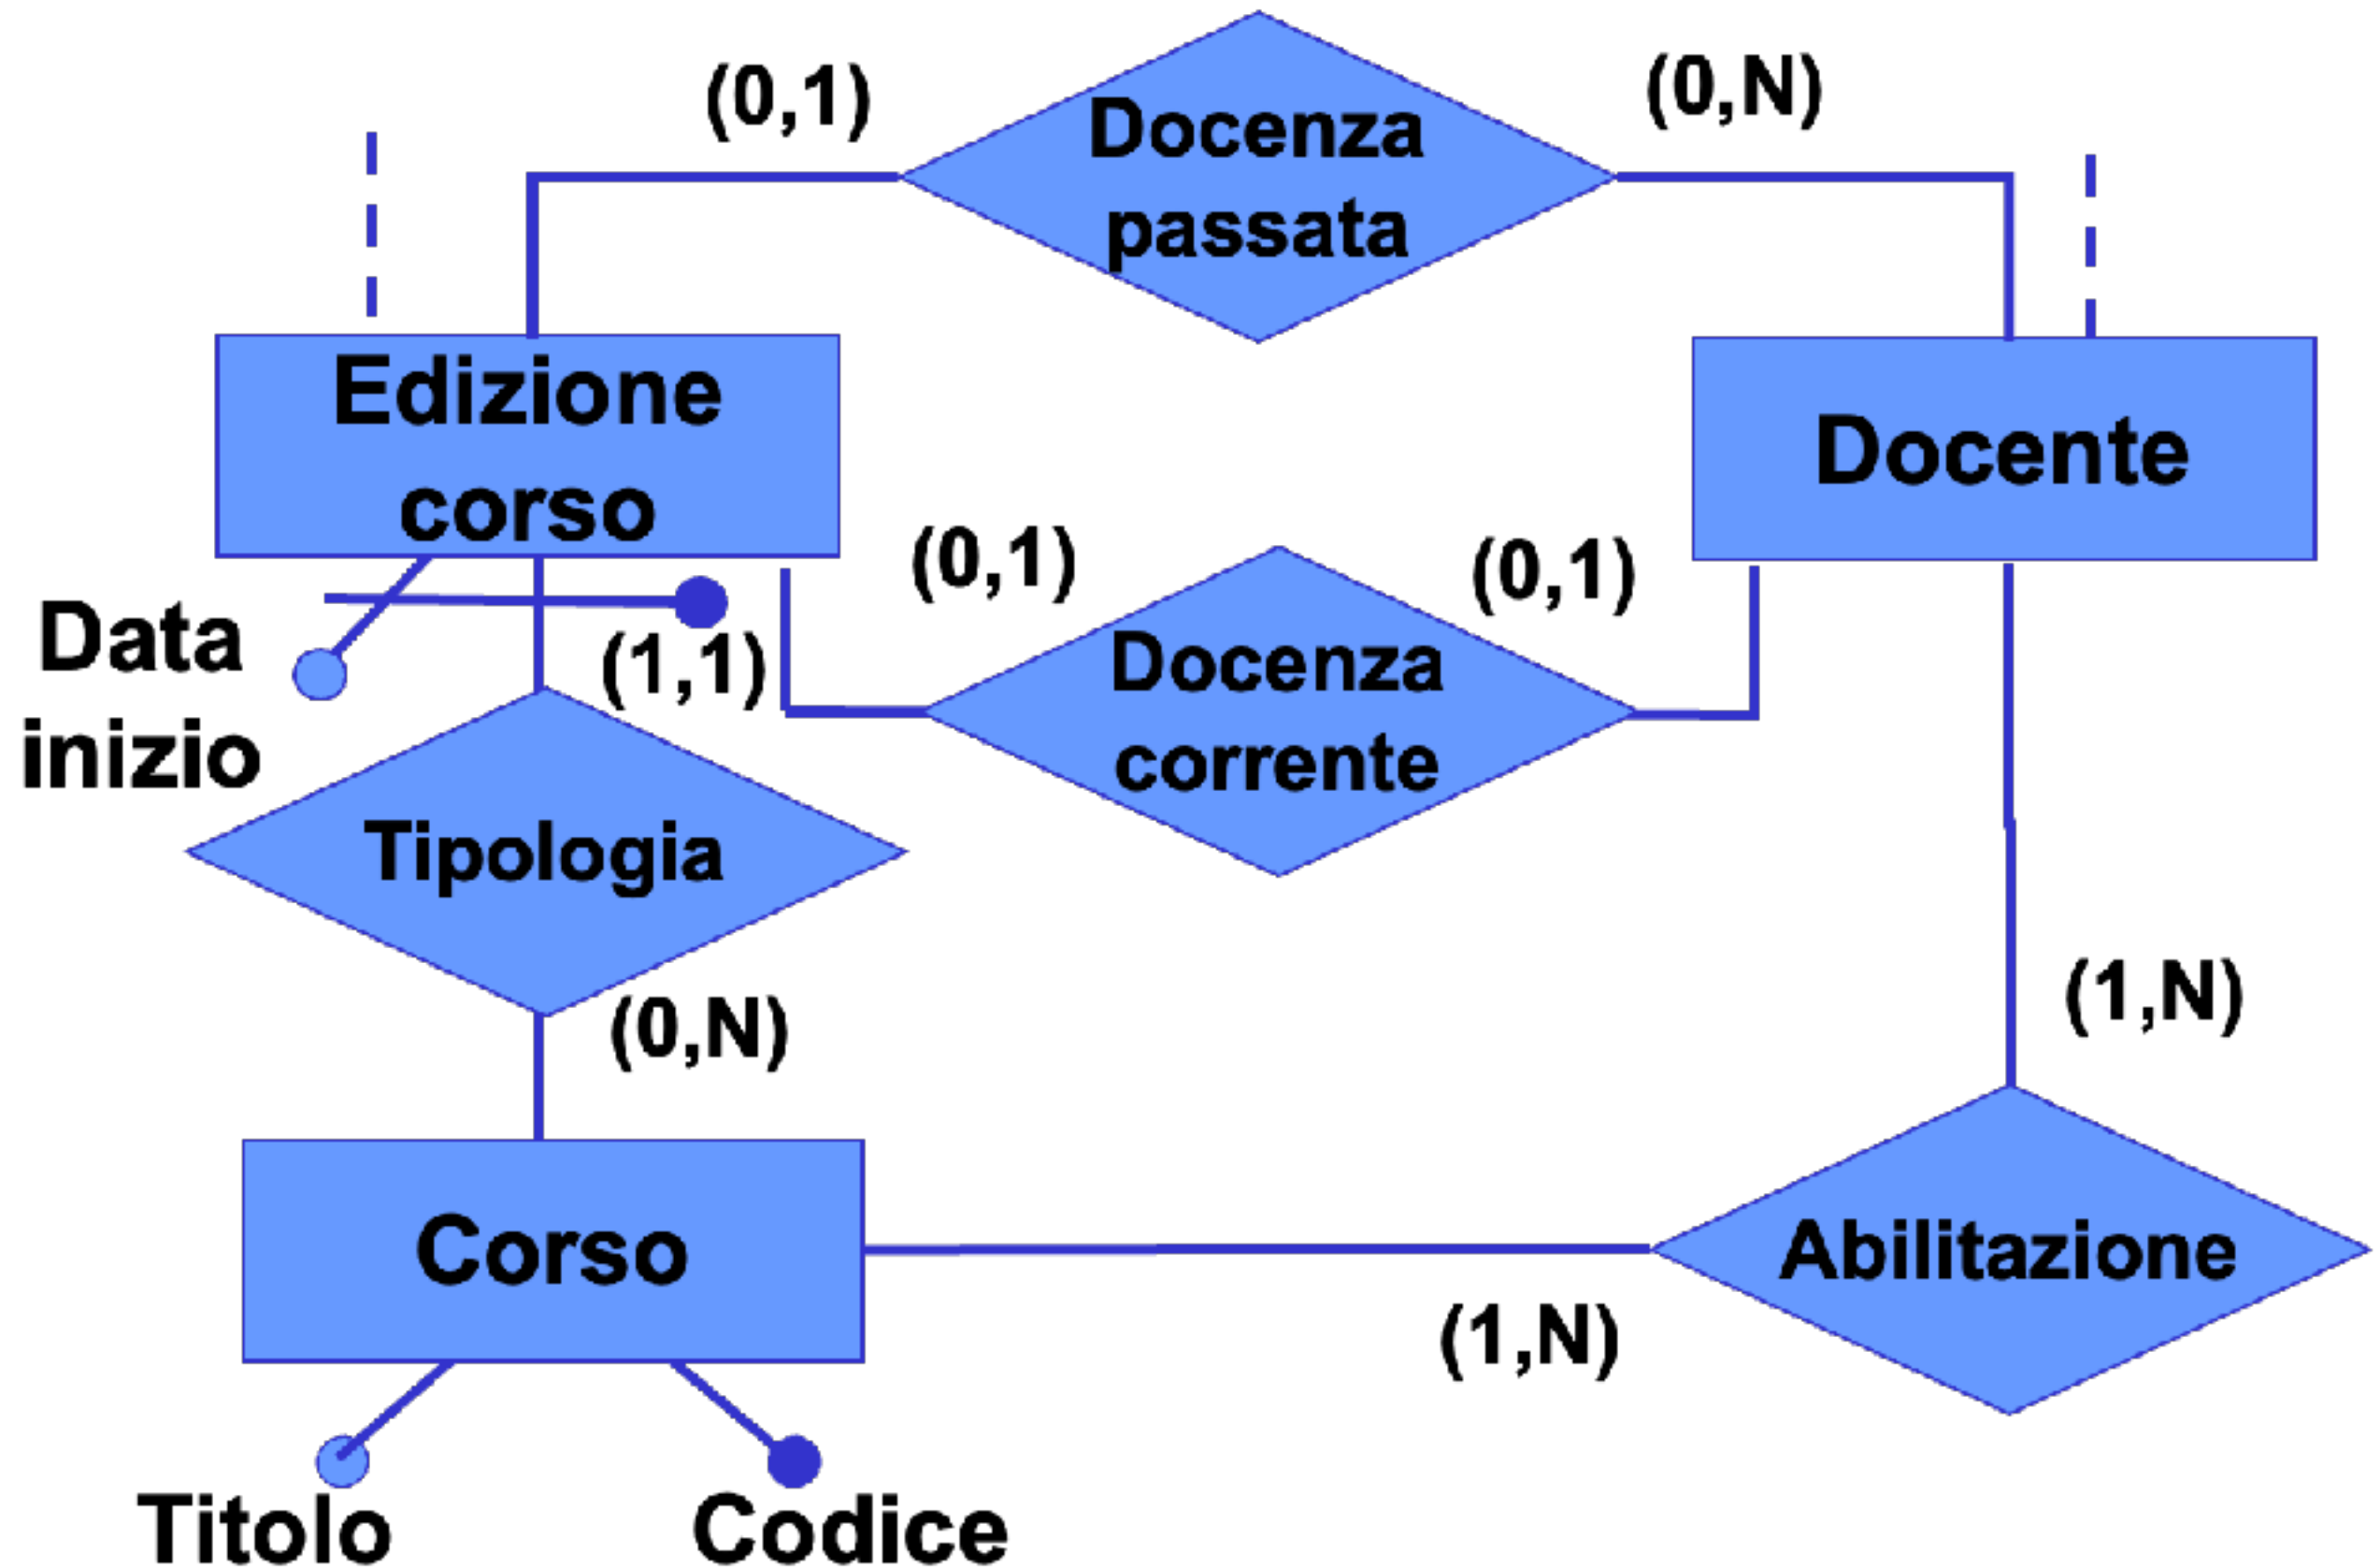 (0,1)
Docenza
passata
(0,N)
Edizione
corso
Docente
Data
inizio
(1,1)
(0,1)
Docenza
corrente
(0,1)
Tipologia
(0,N)
(1,N)
Corso
Abilitazione
(1,N)
Titolo
Codice